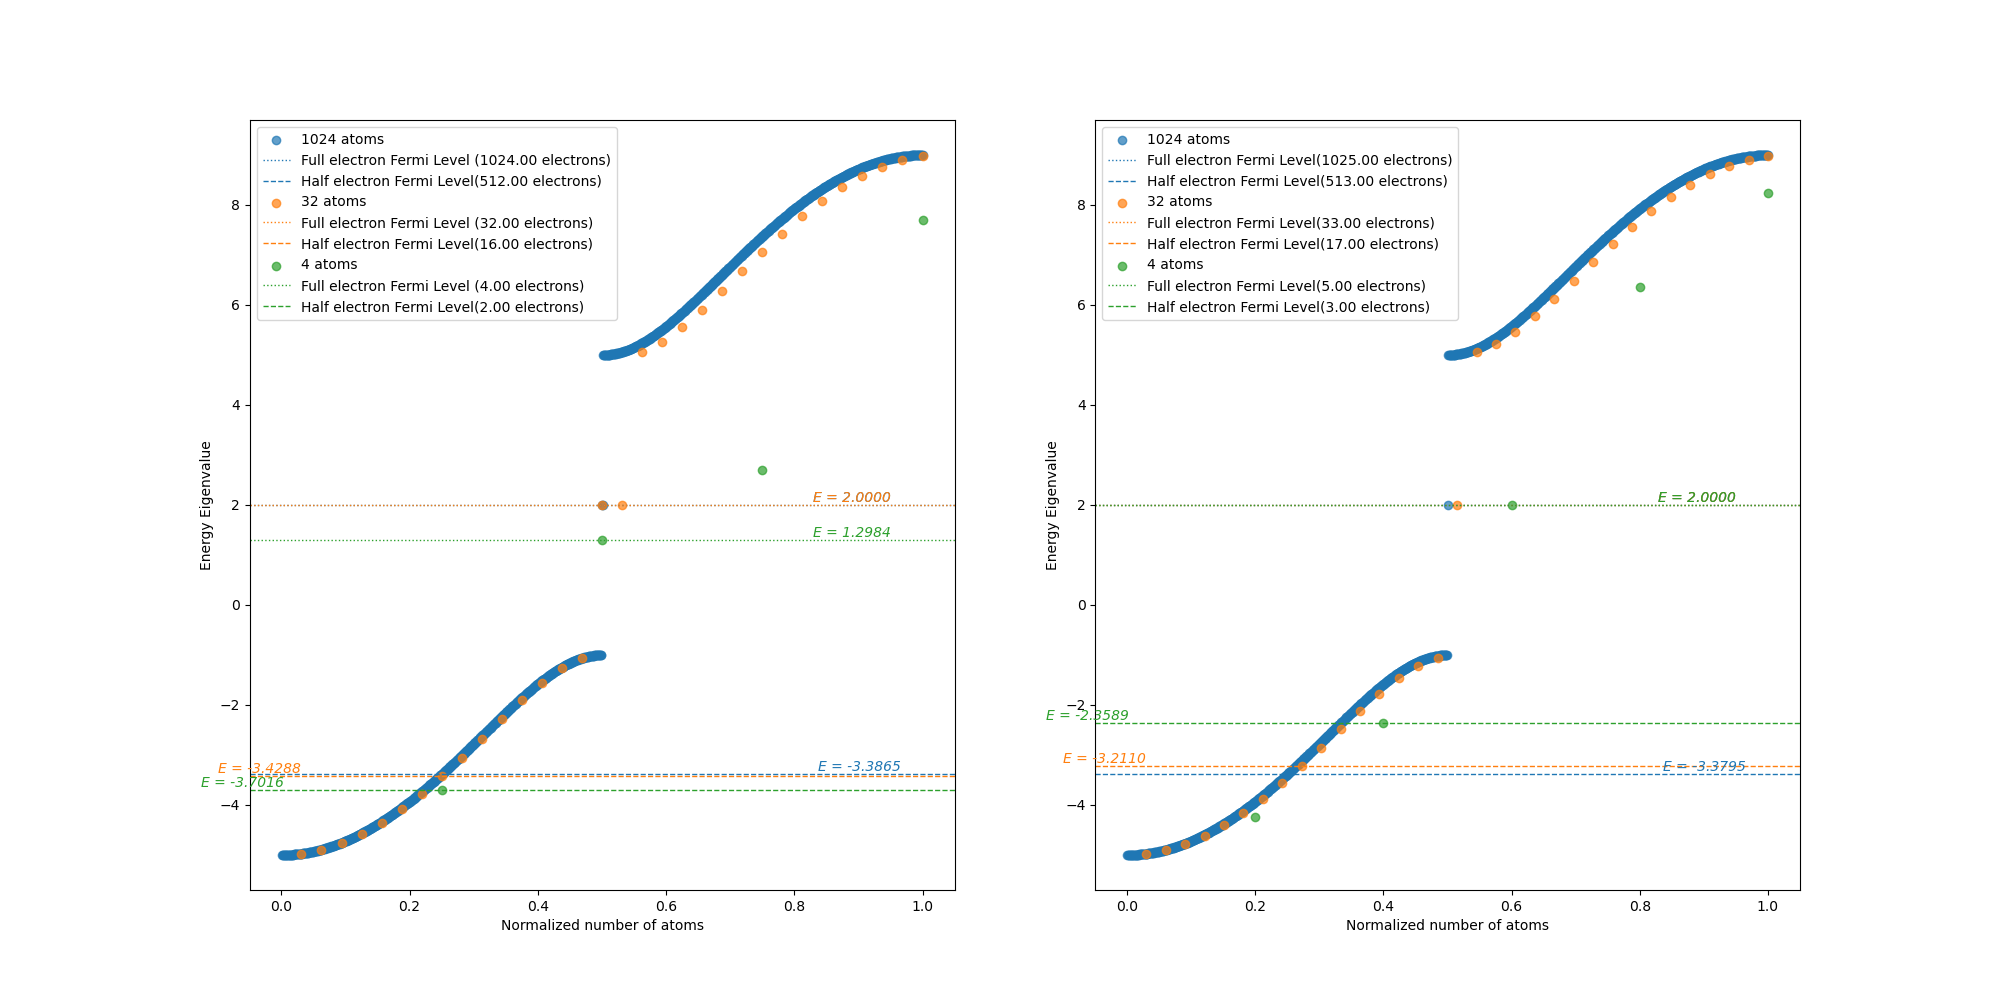 1024 atoms
Full electron Fermi Level (1024.00 electrons)
Half electron Fermi Level(512.00 electrons)
32 atoms
Full electron Fermi Level (32.00 electrons)
Half electron Fermi Level(16.00 electrons)
4 atoms
Full electron Fermi Level (4.00 electrons)
Half electron Fermi Level(2.00 electrons)
8
6
4
2
0
−2
−4
Energy Eigenvalue
E = 2.0000
E = 1.2984
E = -3.3865
E = -3.4288
E = -3.7016
0.0 0.2 0.4 0.6 0.8 1.0
Normalized number of atoms
1024 atoms
Full electron Fermi Level(1025.00 electrons)
Half electron Fermi Level(513.00 electrons)
32 atoms
Full electron Fermi Level(33.00 electrons)
Half electron Fermi Level(17.00 electrons)
4 atoms
Full electron Fermi Level(5.00 electrons)
Half electron Fermi Level(3.00 electrons)
8
6
4
2
0
−2
−4
Energy Eigenvalue
E = 2.0000
E = -2.3589
E = -3.2110
E = -3.3795
0.0 0.2 0.4 0.6 0.8 1.0
Normalized number of atoms